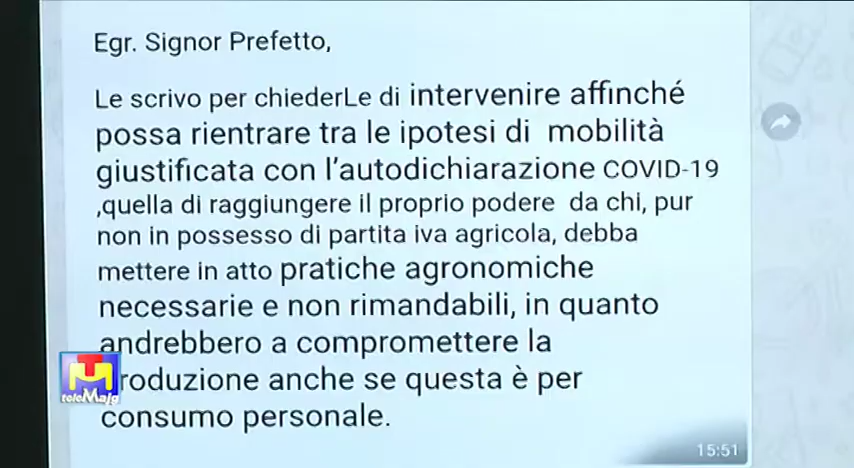 Egr. Signor Prefetto,
Le scrivo per chiederLe di intervenire affinché
possa rientrare tra le ipotesi di mobilità
giustificata con l'autodichiarazione COVID-19
,quella di raggiungere il proprio podere da chi, pur
non in possesso di partita iva agricola, debba
mettere in atto pratiche agronomiche
necessarie e non rimandabili, in quanto
andrebbero a compromettere la
roduzione anche se questa è per
consumo personale.
TM
teleMaja
15:51